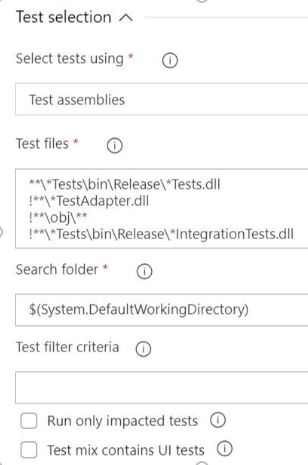 Test selection
Select tests using *
Test assemblies
Test files *
**\*Tests\bin\Release\*Tests.dll
!**\*TestAdapter.dll
!**\obj\**
!**\*Tests\bin\Release\*IntegrationTests.dll
Search folder *
$(System.DefaultWorkingDirectory)
Test filter criteria
Run only impacted tests
Test mix contains UI tests